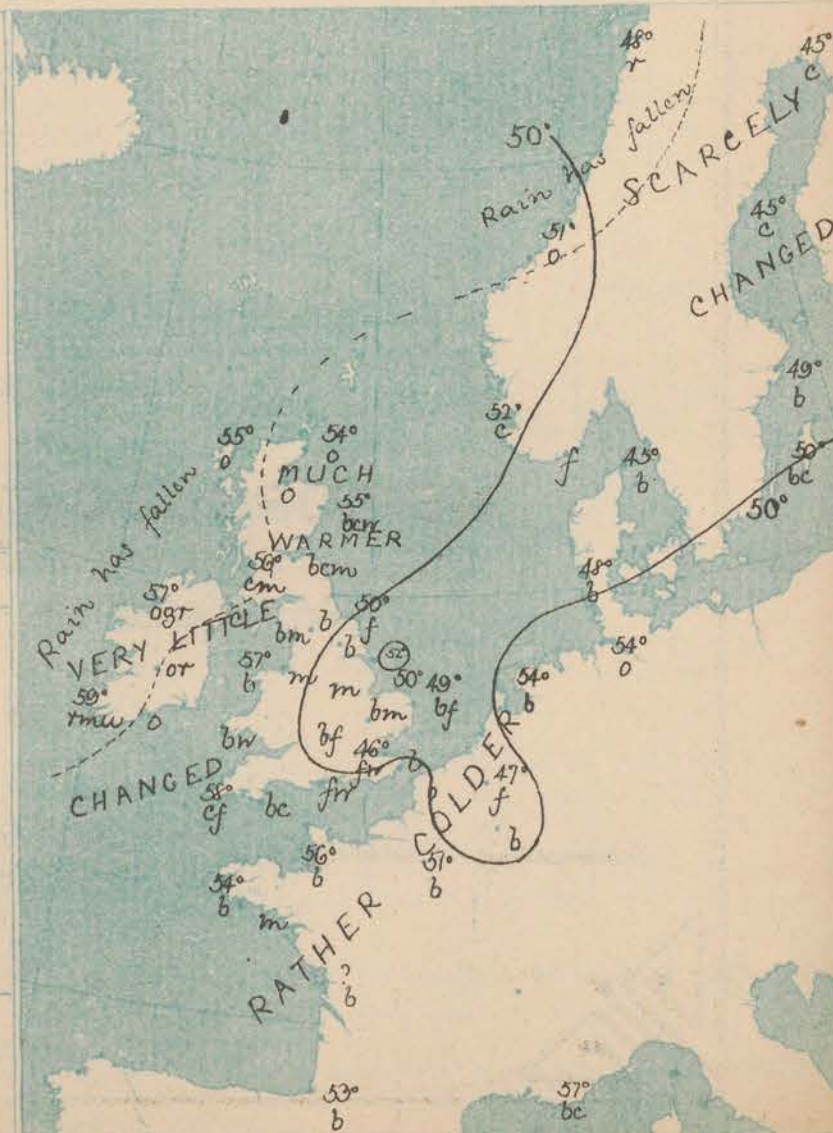 48°
r
45°
c
50°
Rain has fallen
SCARCELY
51°
o
45°
c
CHANGED
49°
b
52°
c
55°
o
54°
o
MUCH
o
f
45°
b
50°
bc
50°
55°
bcm
WARMER
Rain has fallen
56°
cm
bcm
48°
b
57°
ogr
50°
f
VERY LITTLE
bm
b
b
52°
54°
o
or
57°
b
m
m
50°
49°
bf
54°
b
59°
rmw
o
bm
bw
bf
46°
fw
b
CHANGED
58°
cf
bc
fw
b
47°
f
RATHER COLDER
b
56°
b
51°
b
54°
b
m
?
b
53°
b
57°
bc